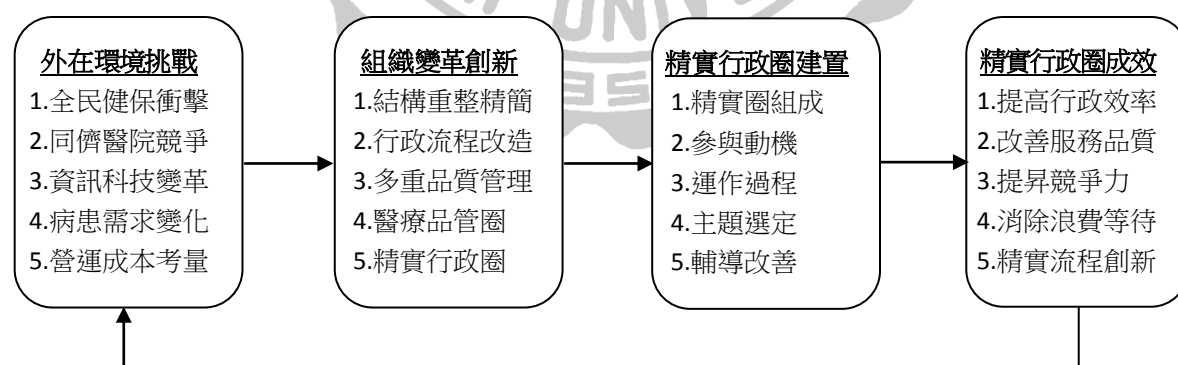 外在環境挑戰
1.全民健保衝擊
2.同儕醫院競爭
3.資訊科技變革
4.病患需求變化
5.營運成本考量
組織變革創新
1.結構重整精簡
2.行政流程改造
3.多重品質管理
4.醫療品管圈
5.精實行政圈
精實行政圈建置
1.精實圈組成
2.參與動機
3.運作過程
4.主題選定
5.輔導改善
精實行政圈成效
1.提高行政效率
2.改善服務品質
3.提昇競爭力
4.消除浪費等待
5.精實流程創新